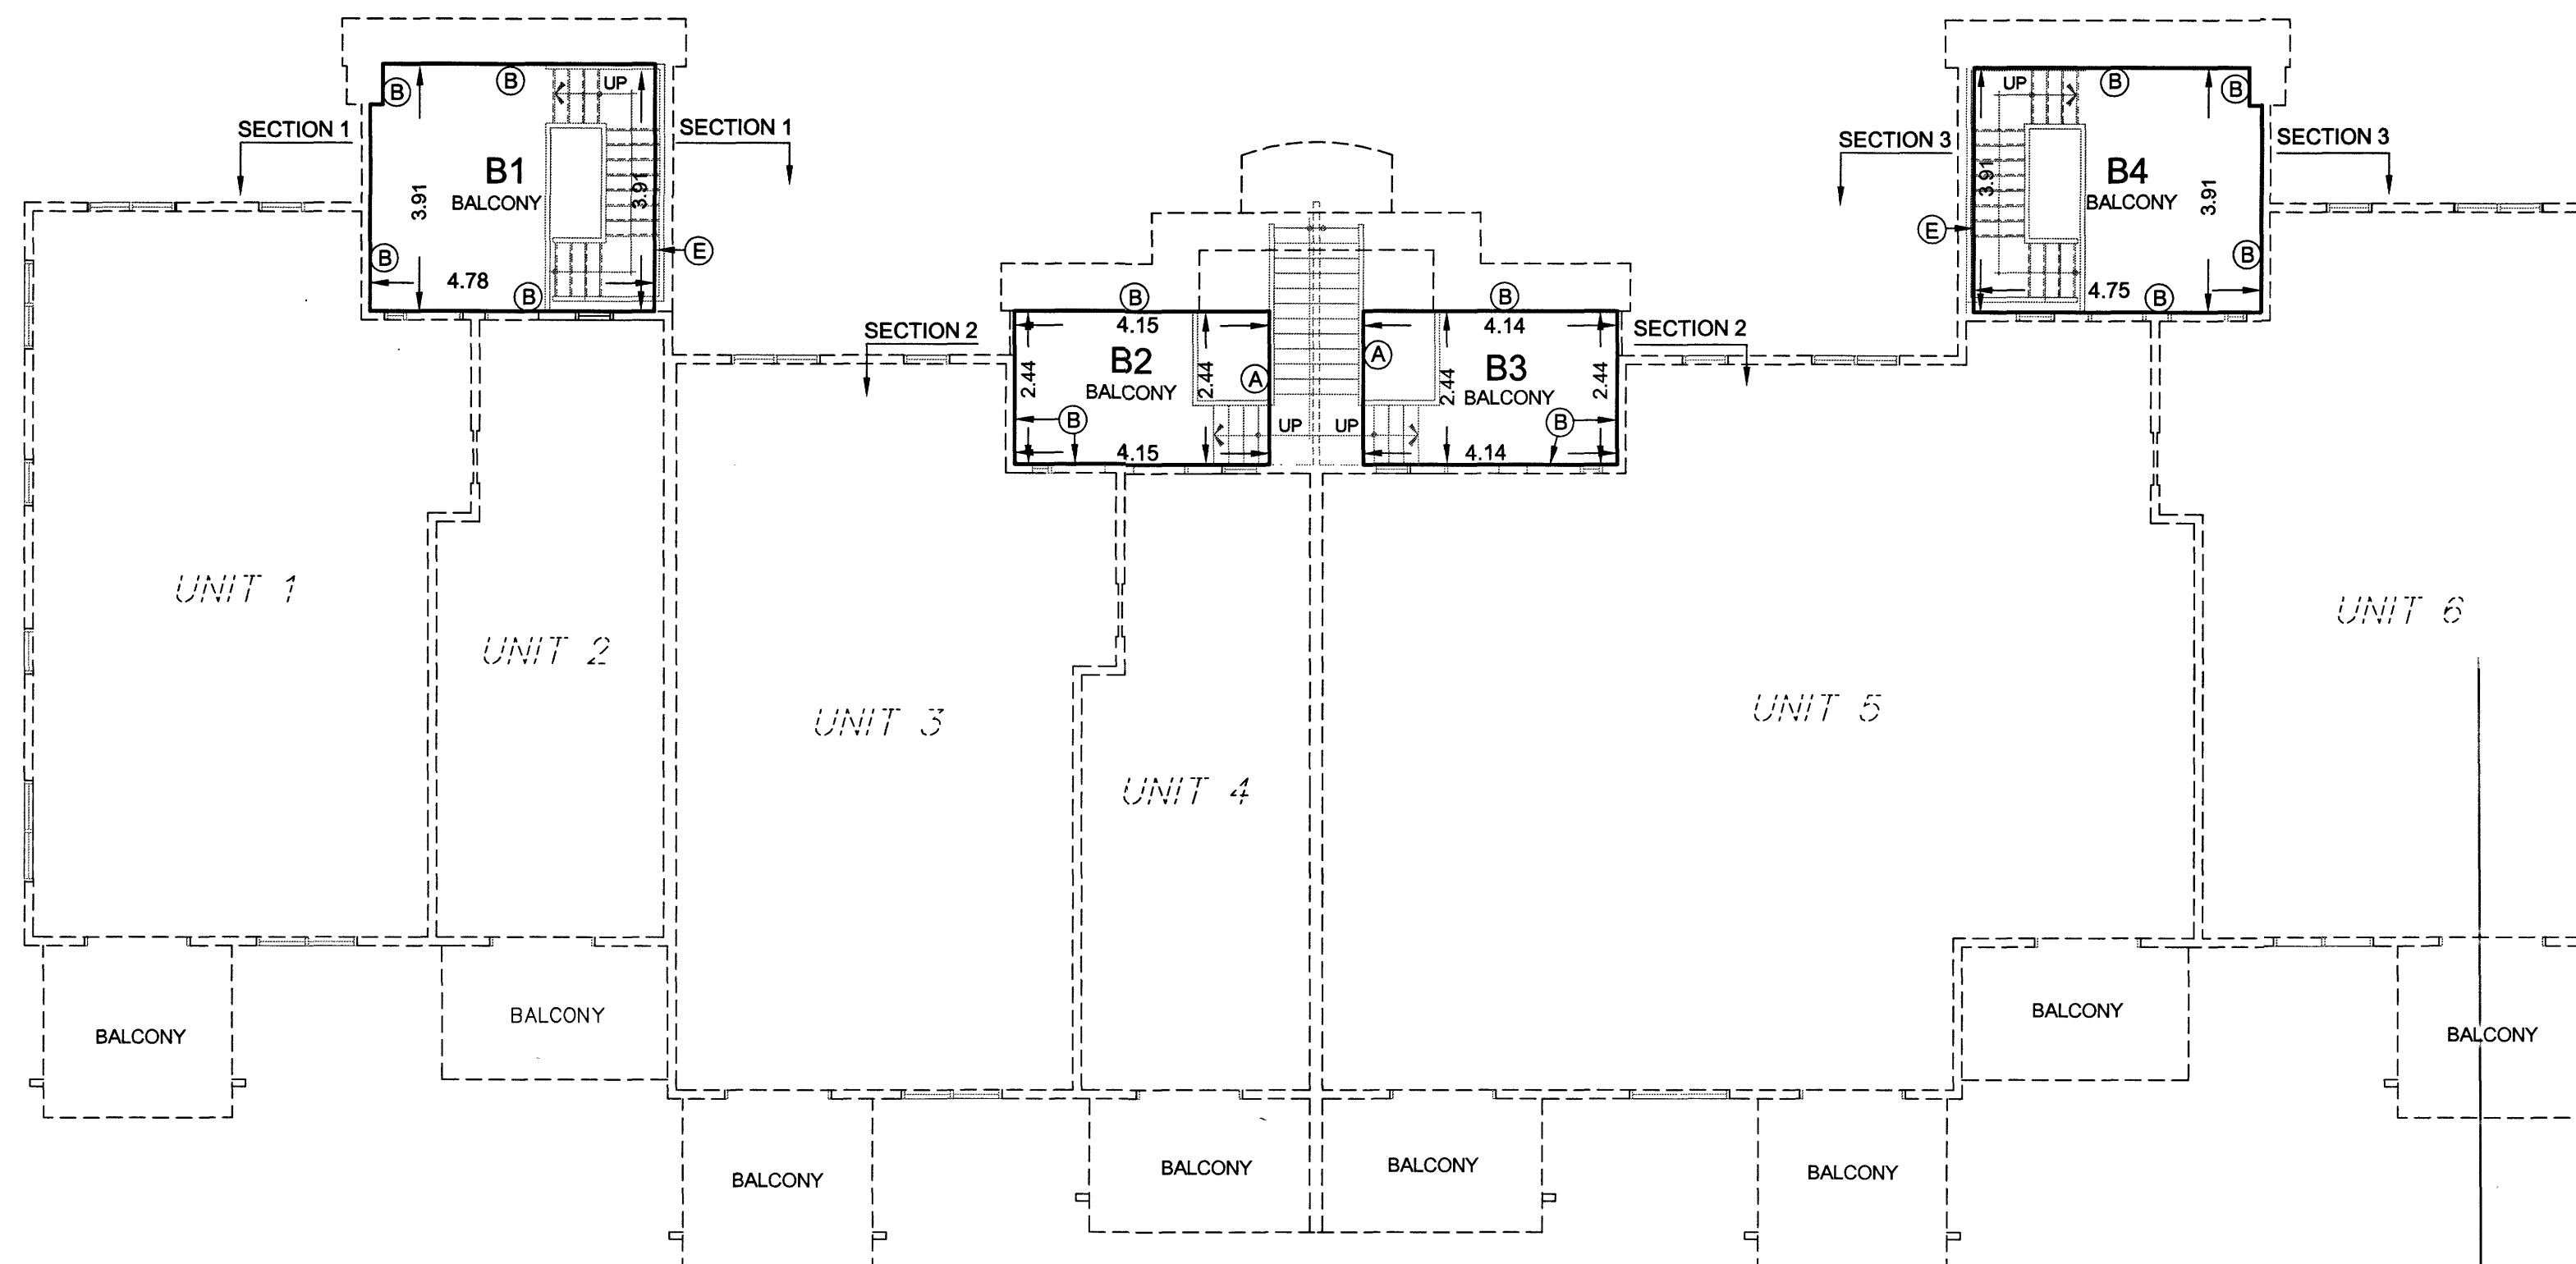 B
UP
B
SECTION 1
SECTION 1
B1
BALCONY
3.91
3.91
E
B
4.78
B
UP
B
B
SECTION 3
SECTION 3
B4
BALCONY
3.91
3.91
E
B
4.75
B
SECTION 2
B
4.15
B2
BALCONY
2.44
2.44
A
B
4.15
UP
UP
B
4.14
A
B3
BALCONY
2.44
2.44
B
4.14
SECTION 2
UNIT 1
UNIT 2
UNIT 3
UNIT 4
UNIT 5
UNIT 6
BALCONY
BALCONY
BALCONY
BALCONY
BALCONY
BALCONY
BALCONY
BALCONY